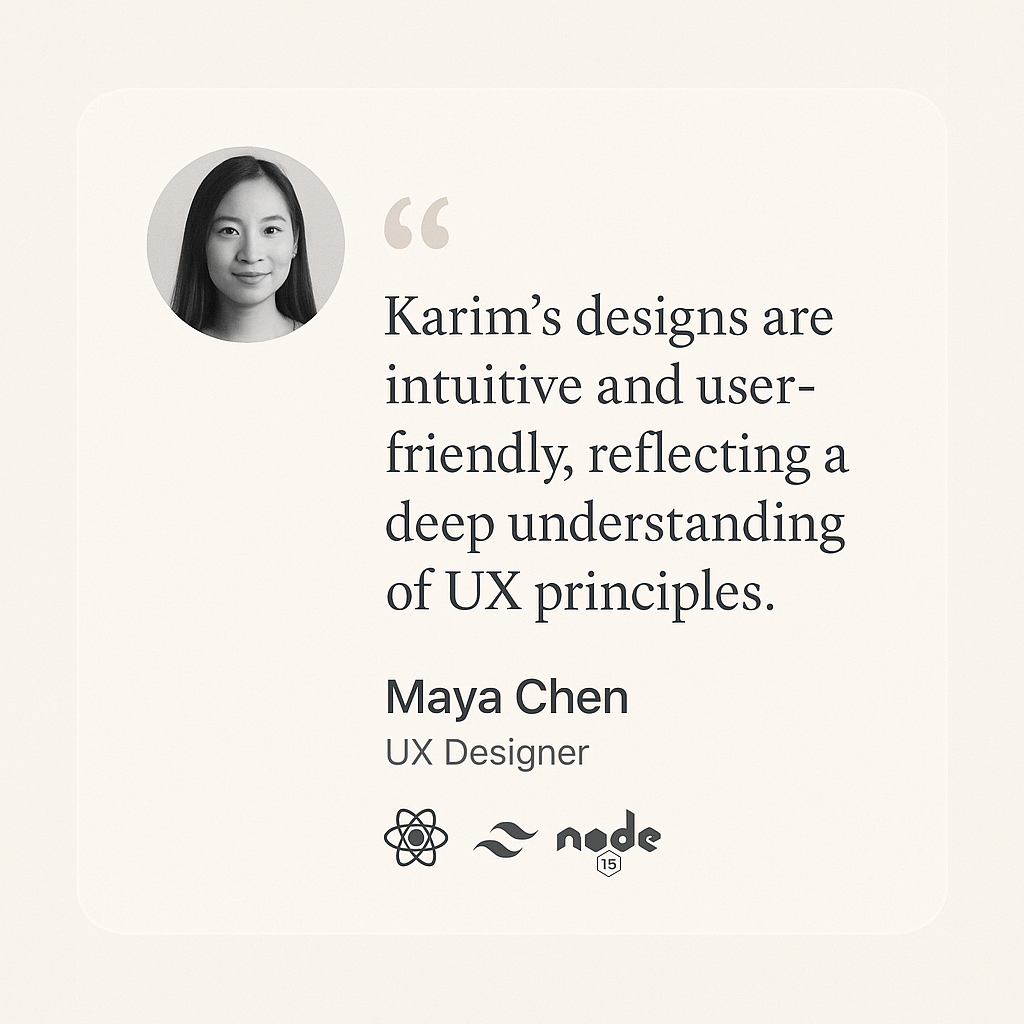 “
Karim’s designs are
intuitive and user-
friendly, reflecting a
deep understanding
of UX principles.
Maya Chen
UX Designer
node
15